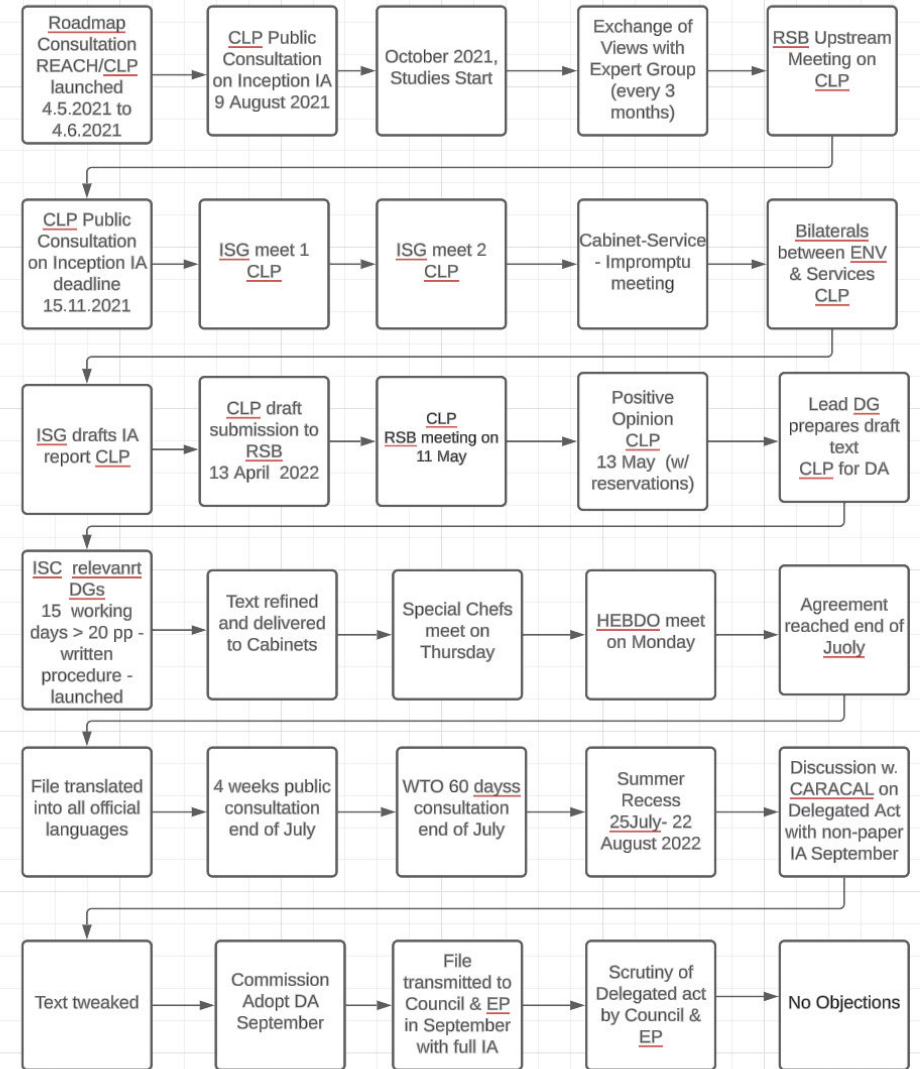 Roadmap
Consultation
REACH/CLP
launched
4.5.2021 to
4.6.2021
CLP Public
Consultation
on Inception IA
9 August 2021
October 2021,
Studies Start
Exchange of
Views with
Expert Group
(every 3
months)
RSB Upstream
Meeting on
CLP
CLP Public
Consultation
on Inception IA
deadline
15.11.2021
ISG meet 1
CLP
ISG meet 2
CLP
Cabinet-Service
- Impromptu
meeting
Bilaterals
between ENV
& Services
CLP
ISG drafts IA
report CLP
CLP draft
submission to
RSB
13 April 2022
CLP
RSB meeting on
11 May
Positive
Opinion
CLP
13 May (w/
reservations)
Lead DG
prepares draft
text
CLP for DA
ISC relevanrt
DGs
15 working
days > 20 pp -
written
procedure -
launched
Text refined
and delivered
to Cabinets
Special Chefs
meet on
Thursday
HEBDO meet
on Monday
Agreement
reached end of
Juoly
File translated
into all official
languages
4 weeks public
consultation
end of July
WTO 60 dayss
consultation
end of July
Summer
Recess
25July- 22
August 2022
Discussion w.
CARACAL on
Delegated Act
with non-paper
IA September
Text tweaked
Commission
Adopt DA
September
File
transmitted to
Council & EP
in September
with full IA
Scrutiny of
Delegated act
by Council &
EP
No Objections